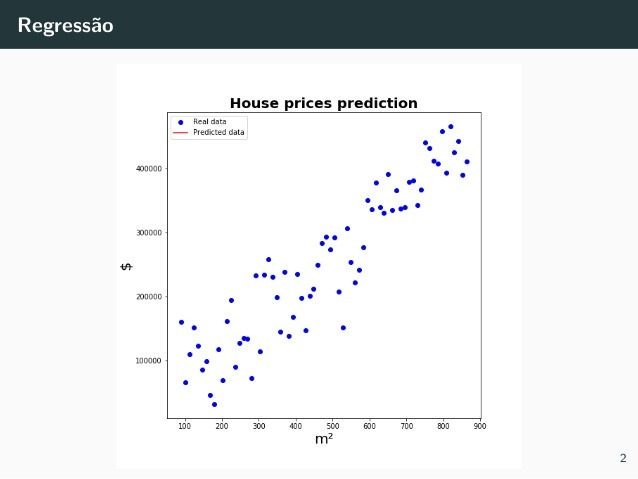 Regressão
House prices prediction
Real data
Predicted data
400000
300000
200000
100000
$
100 200 300 400 500 600 700 800 900
m²
2